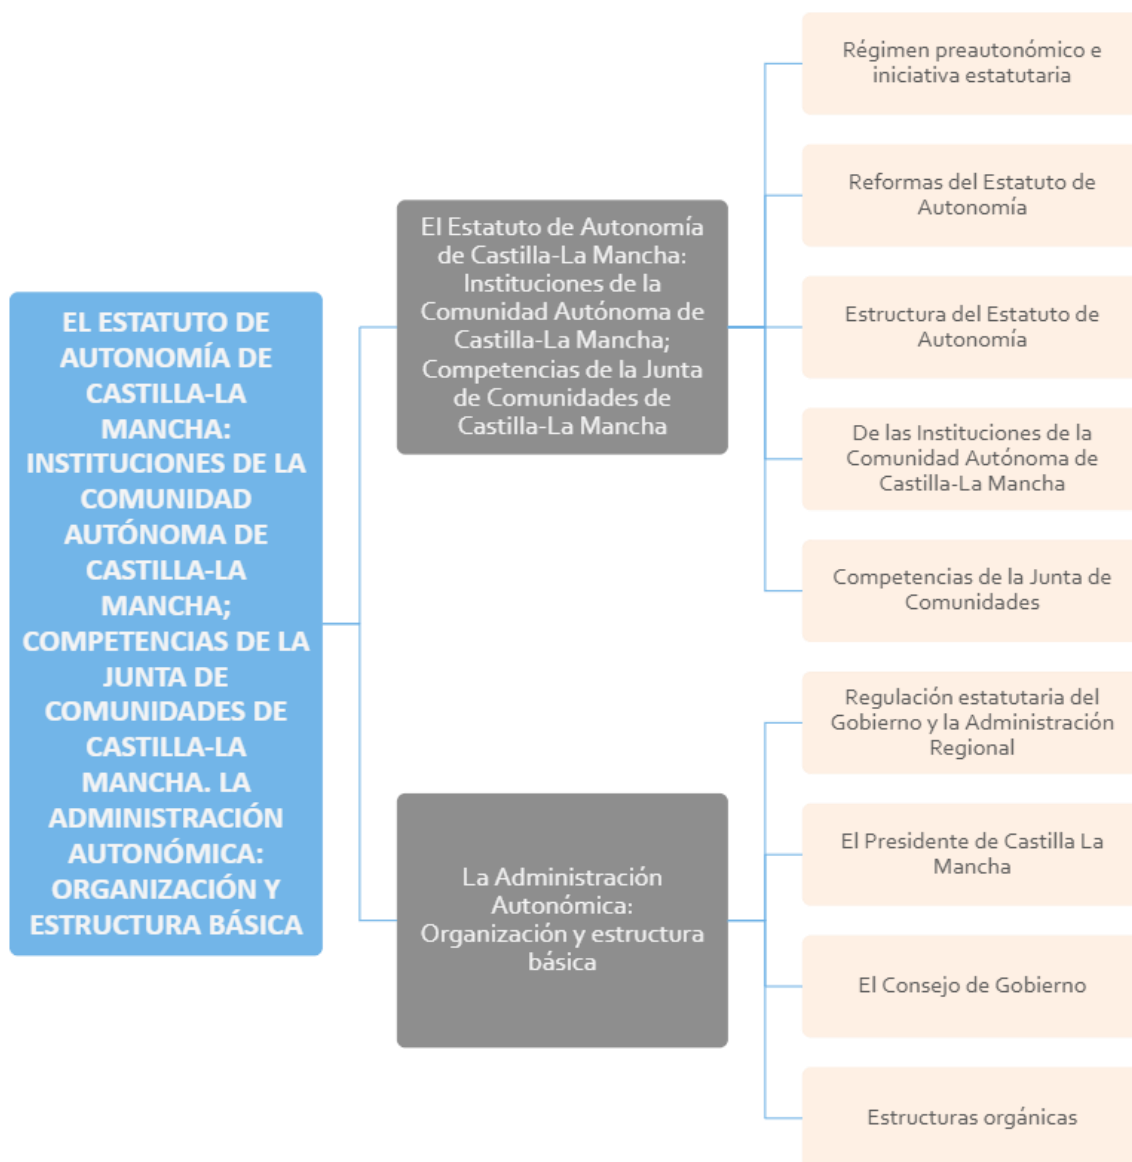 EL ESTATUTO DE
AUTONOMÍA DE
CASTILLA-LA
MANCHA:
INSTITUCIONES DE LA
COMUNIDAD
AUTÓNOMA DE
CASTILLA-LA
MANCHA;
COMPETENCIAS DE LA
JUNTA DE
COMUNIDADES DE
CASTILLA-LA
MANCHA. LA
ADMINISTRACIÓN
AUTONÓMICA:
ORGANIZACIÓN Y
ESTRUCTURA BÁSICA
El Estatuto de Autonomía
de Castilla-La Mancha:
Instituciones de la
Comunidad Autónoma de
Castilla-La Mancha;
Competencias de la Junta
de Comunidades de
Castilla-La Mancha
Régimen preautonómico e
iniciativa estatutaria
Reformas del Estatuto de
Autonomía
Estructura del Estatuto de
Autonomía
De las Instituciones de la
Comunidad Autónoma de
Castilla-La Mancha
Competencias de la Junta de
Comunidades
La Administración
Autonómica:
Organización y estructura
básica
Regulación estatutaria del
Gobierno y la Administración
Regional
El Presidente de Castilla La
Mancha
El Consejo de Gobierno
Estructuras orgánicas